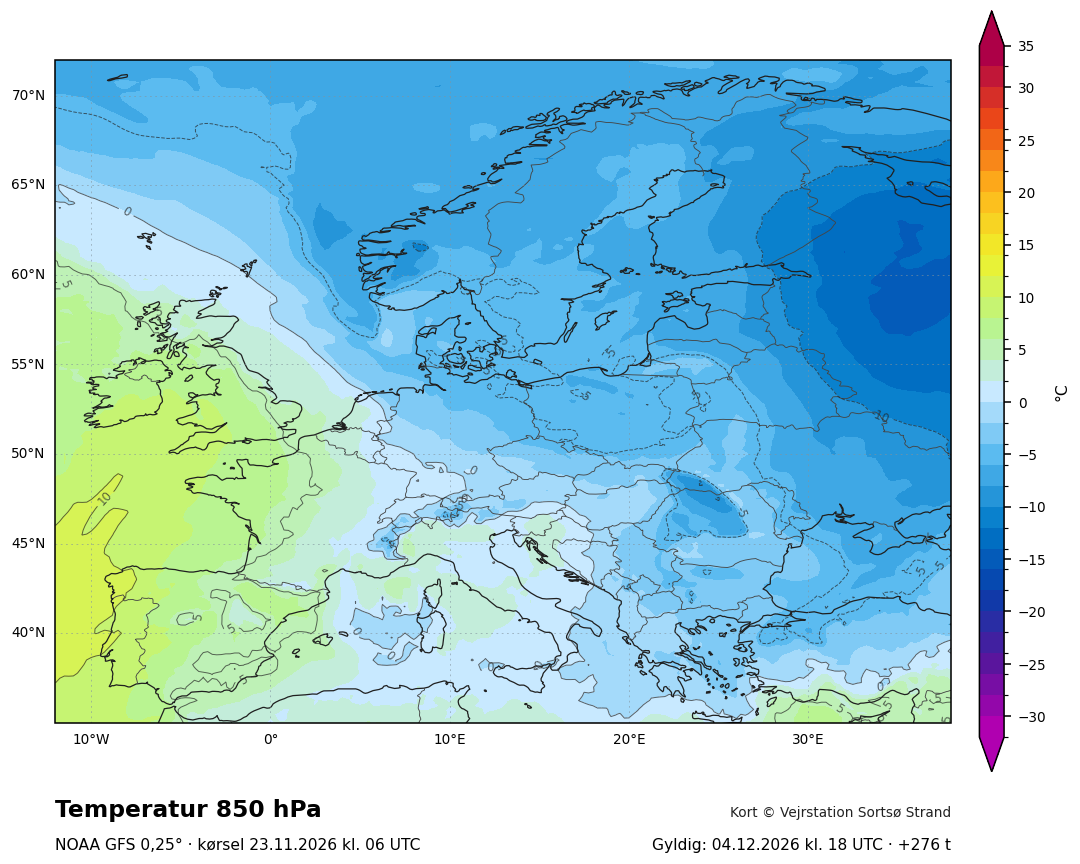 70°N
65°N
60°N
55°N
50°N
45°N
40°N
10°W 0° 10°E 20°E 30°E
35
30
25
20
15
10
5
0
−5
−10
−15
−20
−25
−30
°C
Temperatur 850 hPa
Kort © Vejrstation Sortsø Strand
NOAA GFS 0,25° · kørsel 23.11.2026 kl. 06 UTC
Gyldig: 04.12.2026 kl. 18 UTC · +276 t